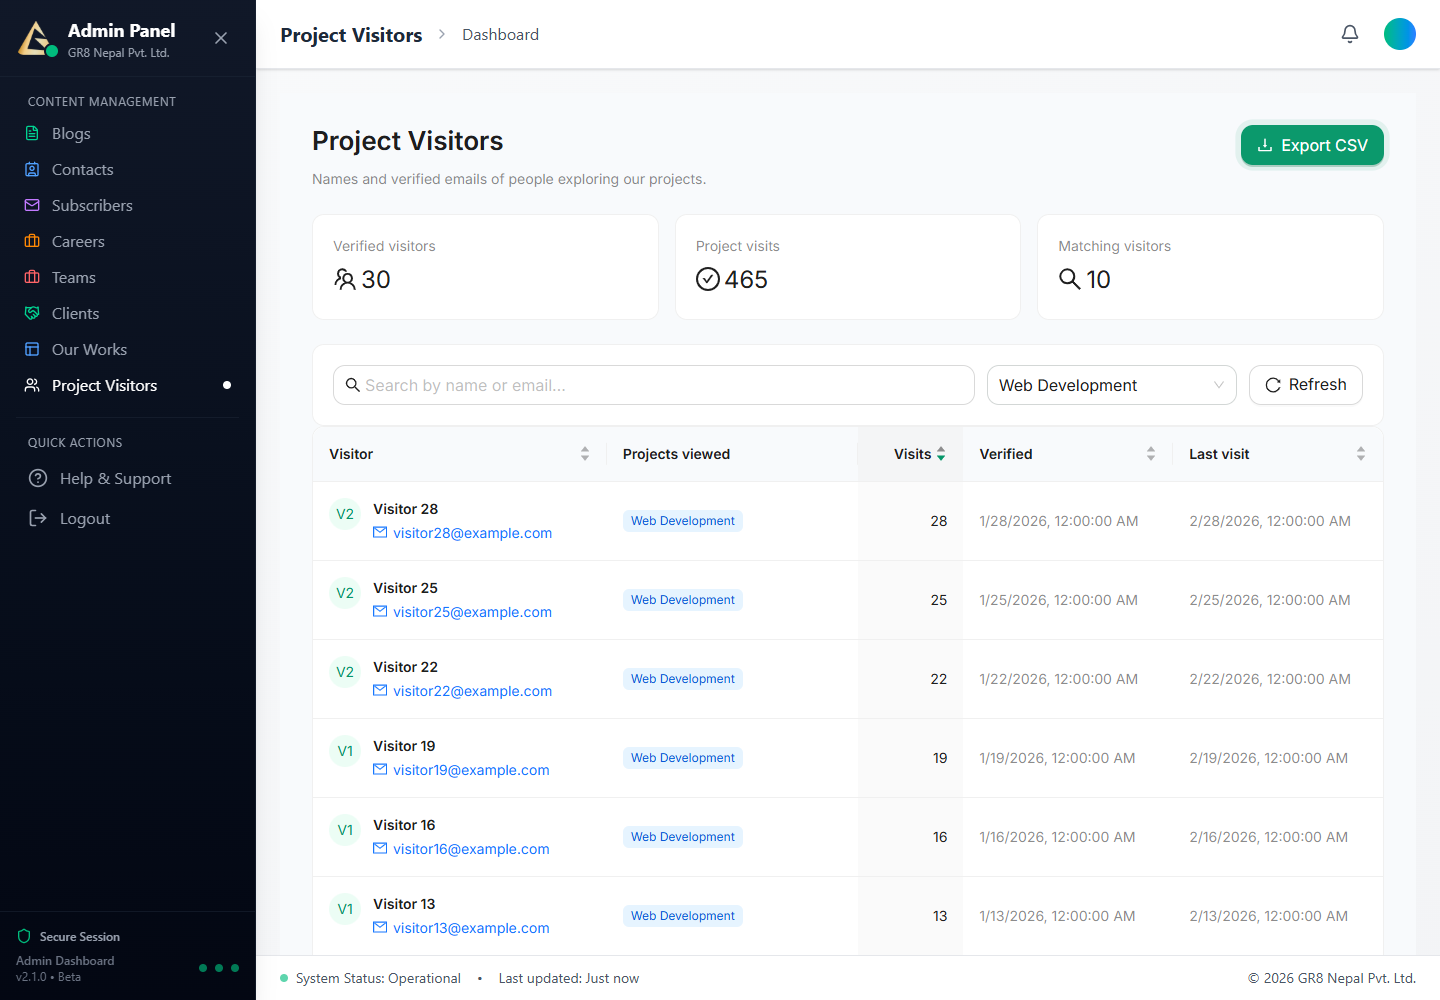 Admin Panel
GR8 Nepal Pvt. Ltd.
CONTENT MANAGEMENT
Blogs
Contacts
Subscribers
Careers
Teams
Clients
Our Works
Project Visitors
QUICK ACTIONS
Help & Support
Logout
Secure Session
Admin Dashboard
v2.1.0 • Beta
Project Visitors > Dashboard
Project Visitors
Names and verified emails of people exploring our projects.
Export CSV
Verified visitors
30
Project visits
465
Matching visitors
10
Search by name or email...
Web Development
Refresh
Visitor Projects viewed Visits Verified Last visit
V2 Visitor 28
visitor28@example.com
Web Development 28 1/28/2026, 12:00:00 AM 2/28/2026, 12:00:00 AM
V2 Visitor 25
visitor25@example.com
Web Development 25 1/25/2026, 12:00:00 AM 2/25/2026, 12:00:00 AM
V2 Visitor 22
visitor22@example.com
Web Development 22 1/22/2026, 12:00:00 AM 2/22/2026, 12:00:00 AM
V1 Visitor 19
visitor19@example.com
Web Development 19 1/19/2026, 12:00:00 AM 2/19/2026, 12:00:00 AM
V1 Visitor 16
visitor16@example.com
Web Development 16 1/16/2026, 12:00:00 AM 2/16/2026, 12:00:00 AM
V1 Visitor 13
visitor13@example.com
Web Development 13 1/13/2026, 12:00:00 AM 2/13/2026, 12:00:00 AM
System Status: Operational • Last updated: Just now
© 2026 GR8 Nepal Pvt. Ltd.